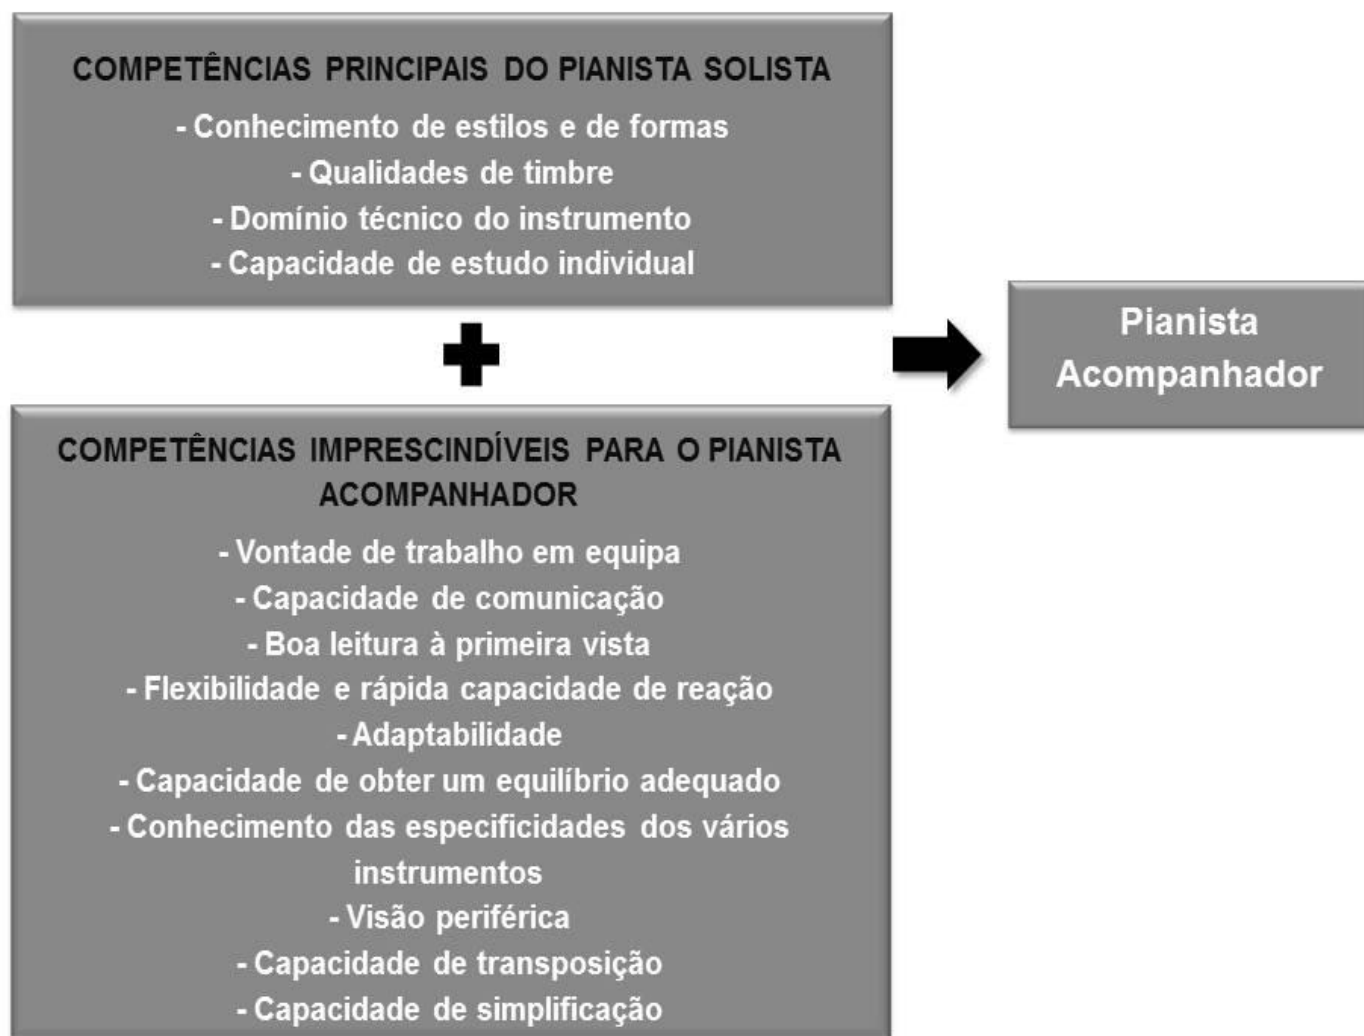 COMPETÊNCIAS PRINCIPAIS DO PIANISTA SOLISTA
- Conhecimento de estilos e de formas
- Qualidades de timbre
- Domínio técnico do instrumento
- Capacidade de estudo individual
Pianista
Acompanhador
COMPETÊNCIAS IMPRESCINDÍVEIS PARA O PIANISTA
ACOMPANHADOR
- Vontade de trabalho em equipa
- Capacidade de comunicação
- Boa leitura à primeira vista
- Flexibilidade e rápida capacidade de reação
- Adaptabilidade
- Capacidade de obter um equilíbrio adequado
- Conhecimento das especificidades dos vários
instrumentos
- Visão periférica
- Capacidade de transposição
- Capacidade de simplificação